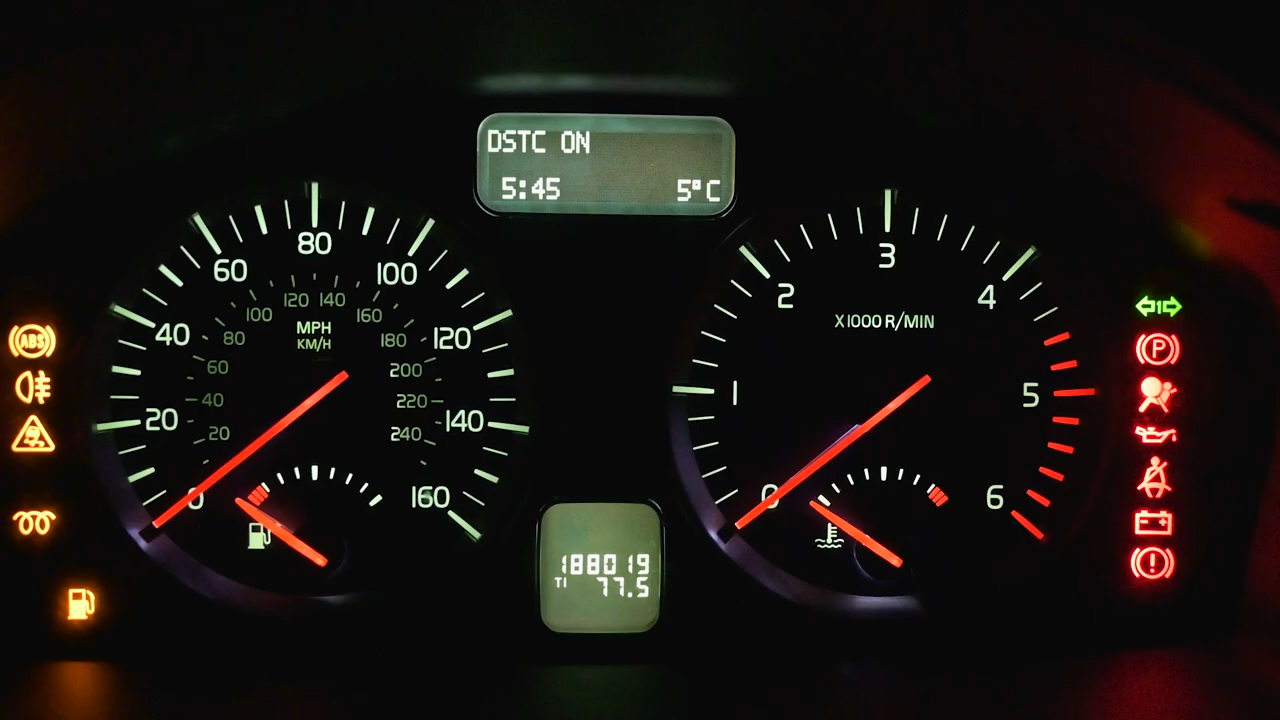 DSTC ON
5:45 5°C
0 20 40 60 80 100 120 140 160
20 40 60 80 100 120 140 160 180 200 220 240
MPH
KM/H
0 1 2 3 4 5 6
X1000 R/MIN
ABS
1
P
!
188019
T1 77.5